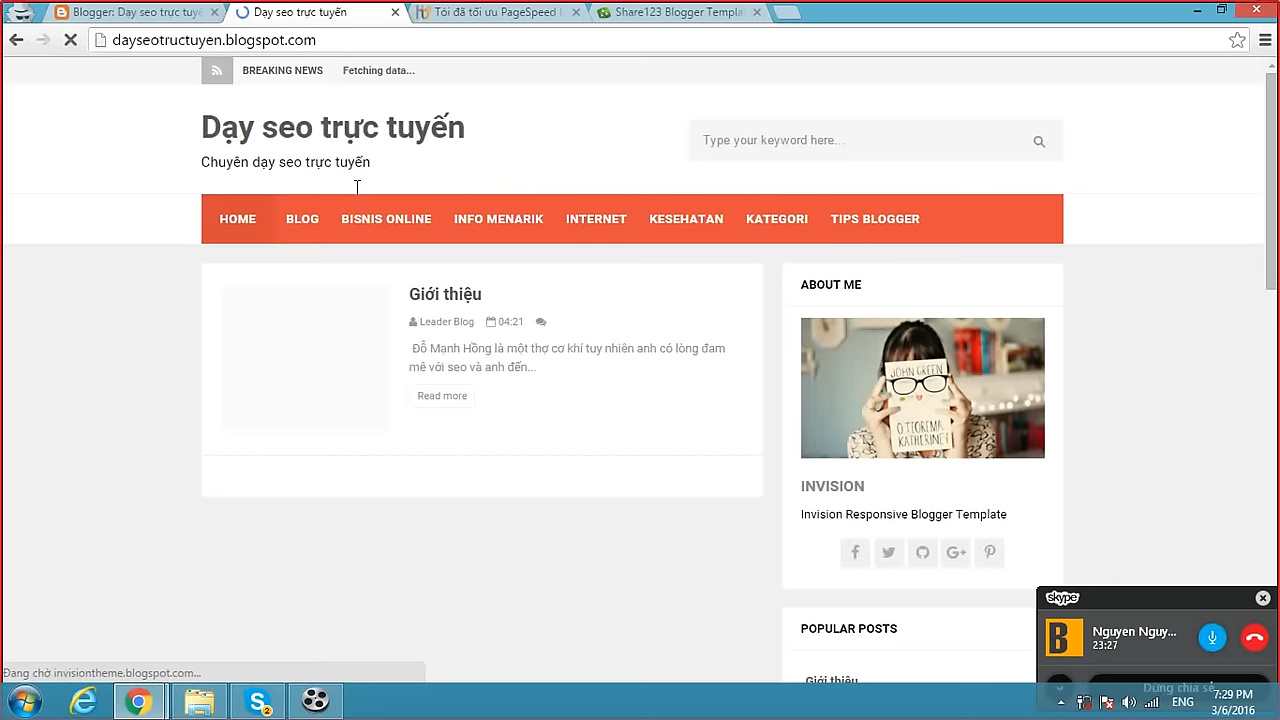 Blogger: Dạy seo trực tuyế
Dạy seo trực tuyến
Tôi đã tối ưu PageSpeed
Share123 Blogger Templa
dayseotructuyen.blogspot.com
BREAKING NEWS
Fetching data...
Dạy seo trực tuyến
Chuyên dạy seo trực tuyến
Type your keyword here...
HOME
BLOG
BISNIS ONLINE
INFO MENARIK
INTERNET
KESEHATAN
KATEGORI
TIPS BLOGGER
Giới thiệu
Leader Blog
04:21
Đỗ Mạnh Hồng là một thợ cơ khí tuy nhiên anh có lòng đam
mê với seo và anh đến...
Read more
ABOUT ME
JOHN GREEN
O TEOREMA
KATHERINE
INVISION
Invision Responsive Blogger Template
POPULAR POSTS
Giới thiệu
skype
B
Nguyen Nguy...
23:27
Dừng chia sẻ
Đang chờ invisiontheme.blogspot.com...
2
ENG
7:29 PM
3/6/2016